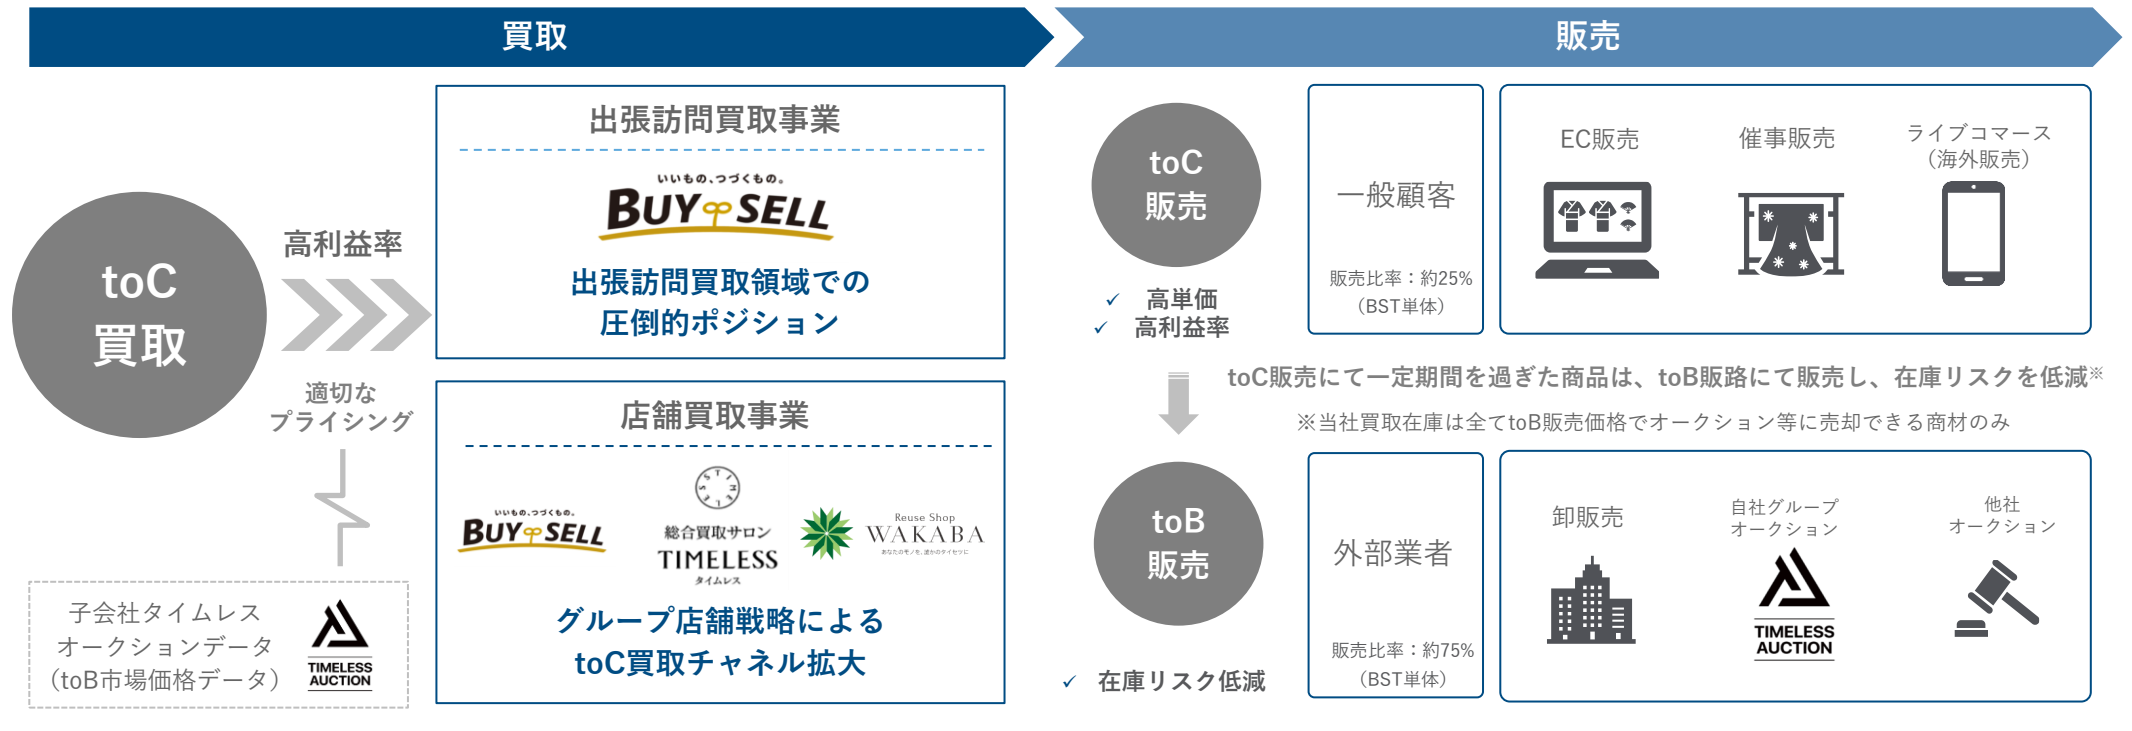 買取
販売
toC
買取
高利益率
適切な
プライシング
子会社タイムレス
オークションデータ
（toB市場価格データ）
TIMELESS
AUCTION
出張訪問買取事業
いいもの、つづくもの。
BUY SELL
出張訪問買取領域での
圧倒的ポジション
店舗買取事業
いいもの、つづくもの。
BUY SELL
TIMELESS
総合買取サロン
TIMELESS
タイムレス
Reuse Shop
WAKABA
あなたのモノを、誰かのタイセツに
グループ店舗戦略による
toC買取チャネル拡大
toC
販売
✓ 高単価
✓ 高利益率
一般顧客
販売比率：約25%
（BST単体）
EC販売
催事販売
ライブコマース
（海外販売）
toC販売にて一定期間を過ぎた商品は、toB販路にて販売し、在庫リスクを低減※
※当社買取在庫は全てtoB販売価格でオークション等に売却できる商材のみ
toB
販売
✓ 在庫リスク低減
外部業者
販売比率：約75%
（BST単体）
卸販売
自社グループ
オークション
TIMELESS
AUCTION
他社
オークション